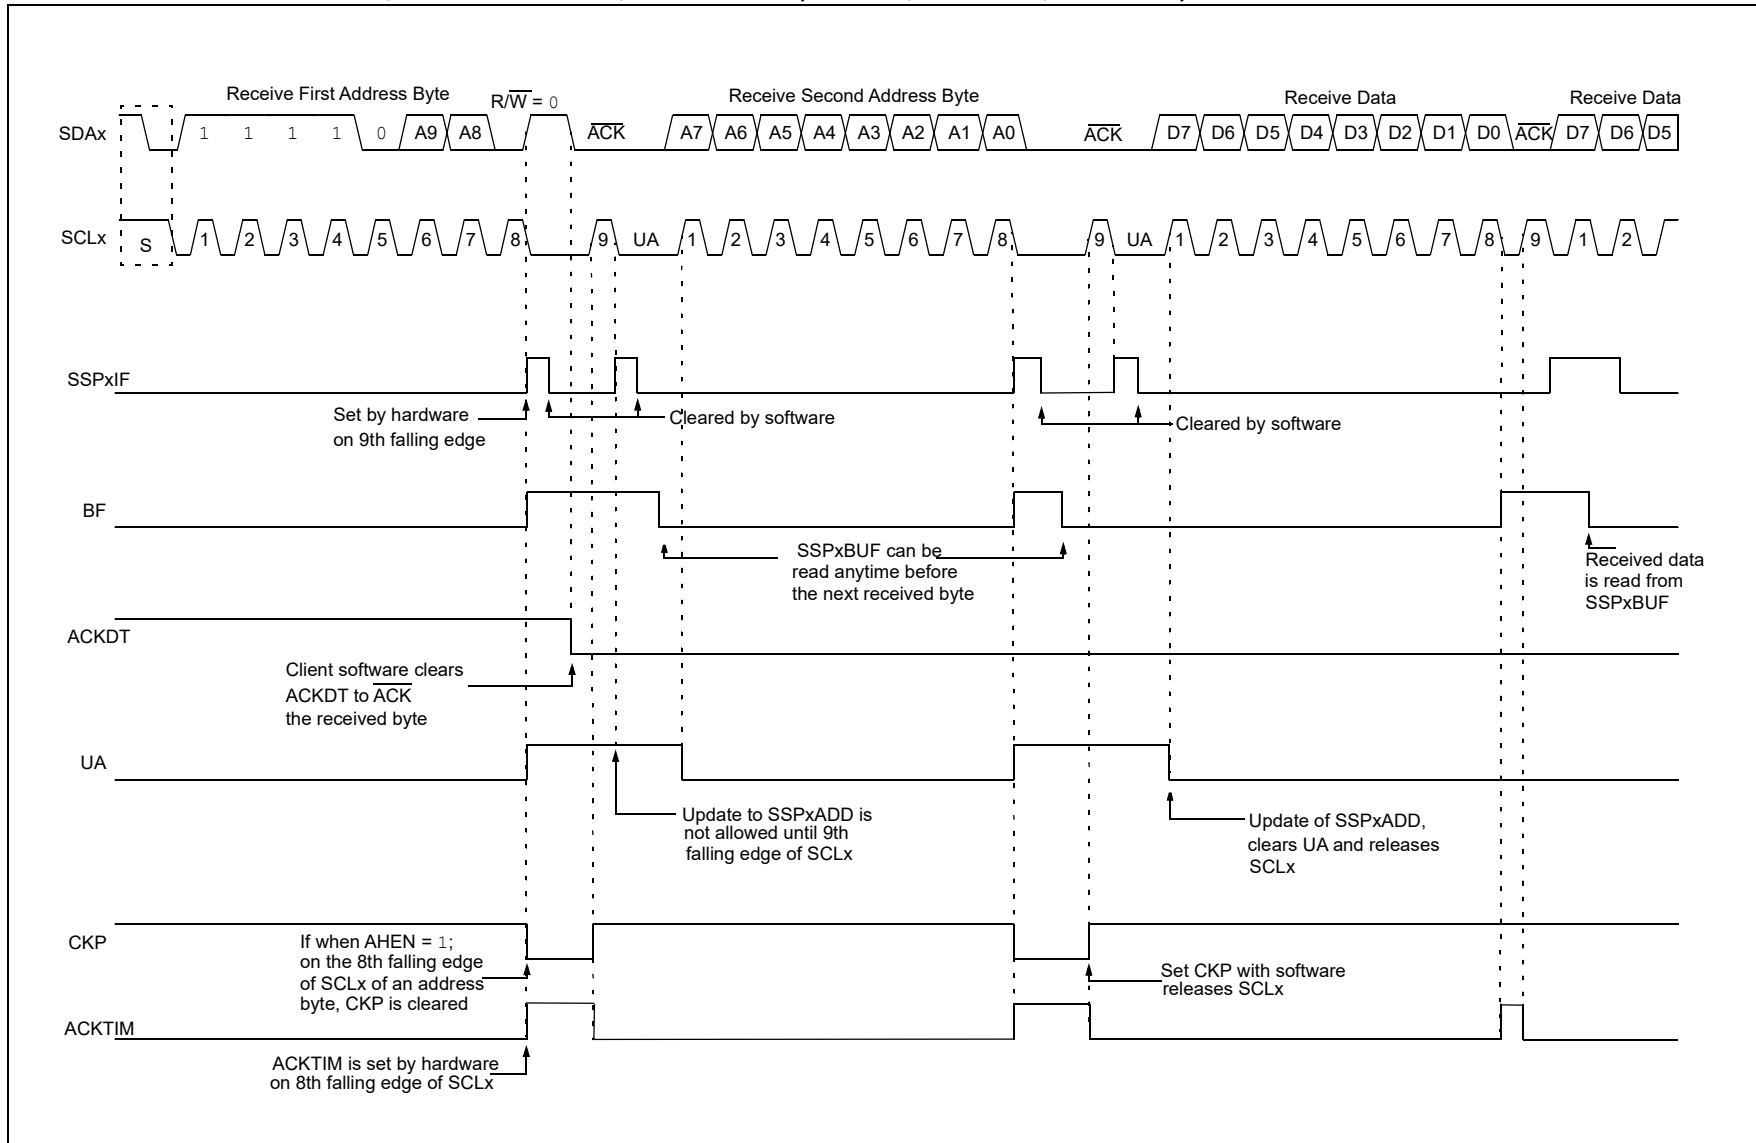 Receive First Address Byte
R/W = 0
Receive Second Address Byte
Receive Data
Receive Data
SDAx
1 1 1 1 0 A9 A8 ACK A7 A6 A5 A4 A3 A2 A1 A0 ACK D7 D6 D5 D4 D3 D2 D1 D0 ACK D7 D6 D5
SCLx
S 1 2 3 4 5 6 7 8 9 UA 1 2 3 4 5 6 7 8 9 UA 1 2 3 4 5 6 7 8 9 1 2
SSPxIF
Set by hardware
on 9th falling edge
Cleared by software
Cleared by software
BF
SSPxBUF can be
read anytime before
the next received byte
Received data
is read from
SSPxBUF
ACKDT
Client software clears
ACKDT to ACK
the received byte
UA
Update to SSPxADD is
not allowed until 9th
falling edge of SCLx
Update of SSPxADD,
clears UA and releases
SCLx
CKP
If when AHEN = 1;
on the 8th falling edge
of SCLx of an address
byte, CKP is cleared
Set CKP with software
releases SCLx
ACKTIM
ACKTIM is set by hardware
on 8th falling edge of SCLx